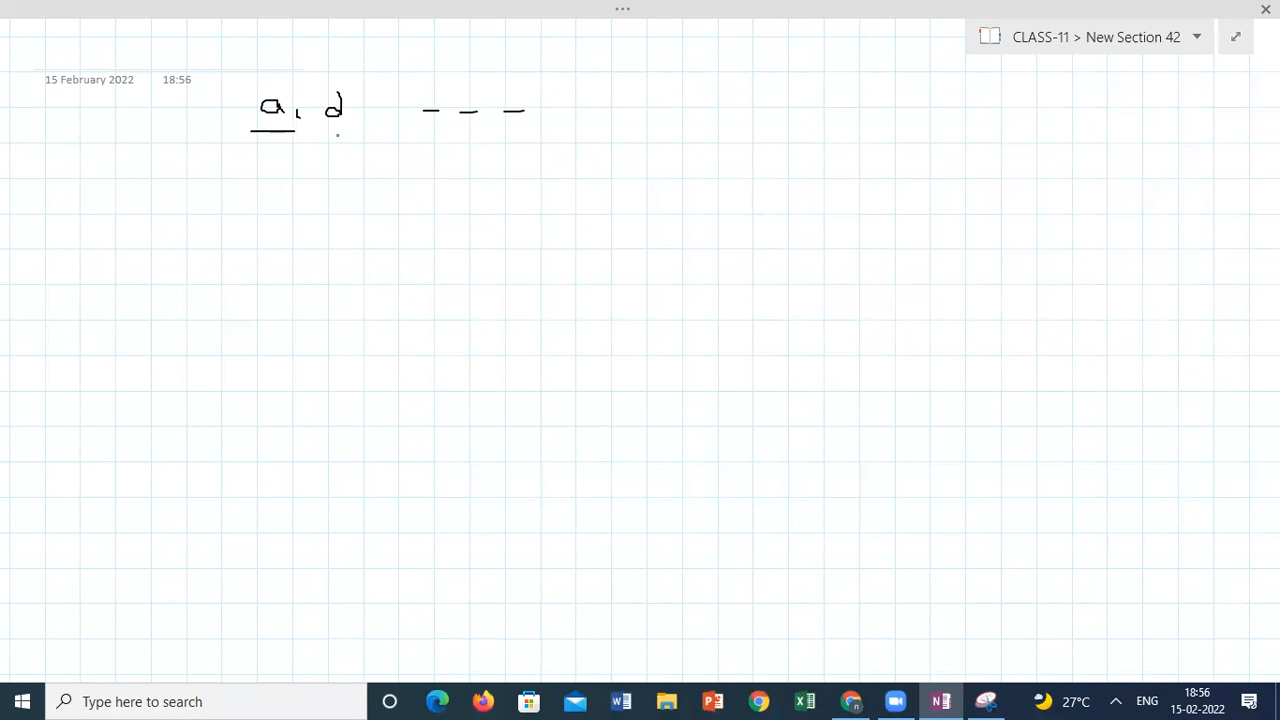 CLASS-11 > New Section 42
15 February 2022 18:56
a, d _ _ _
Type here to search
27°C
ENG
18:56
15-02-2022